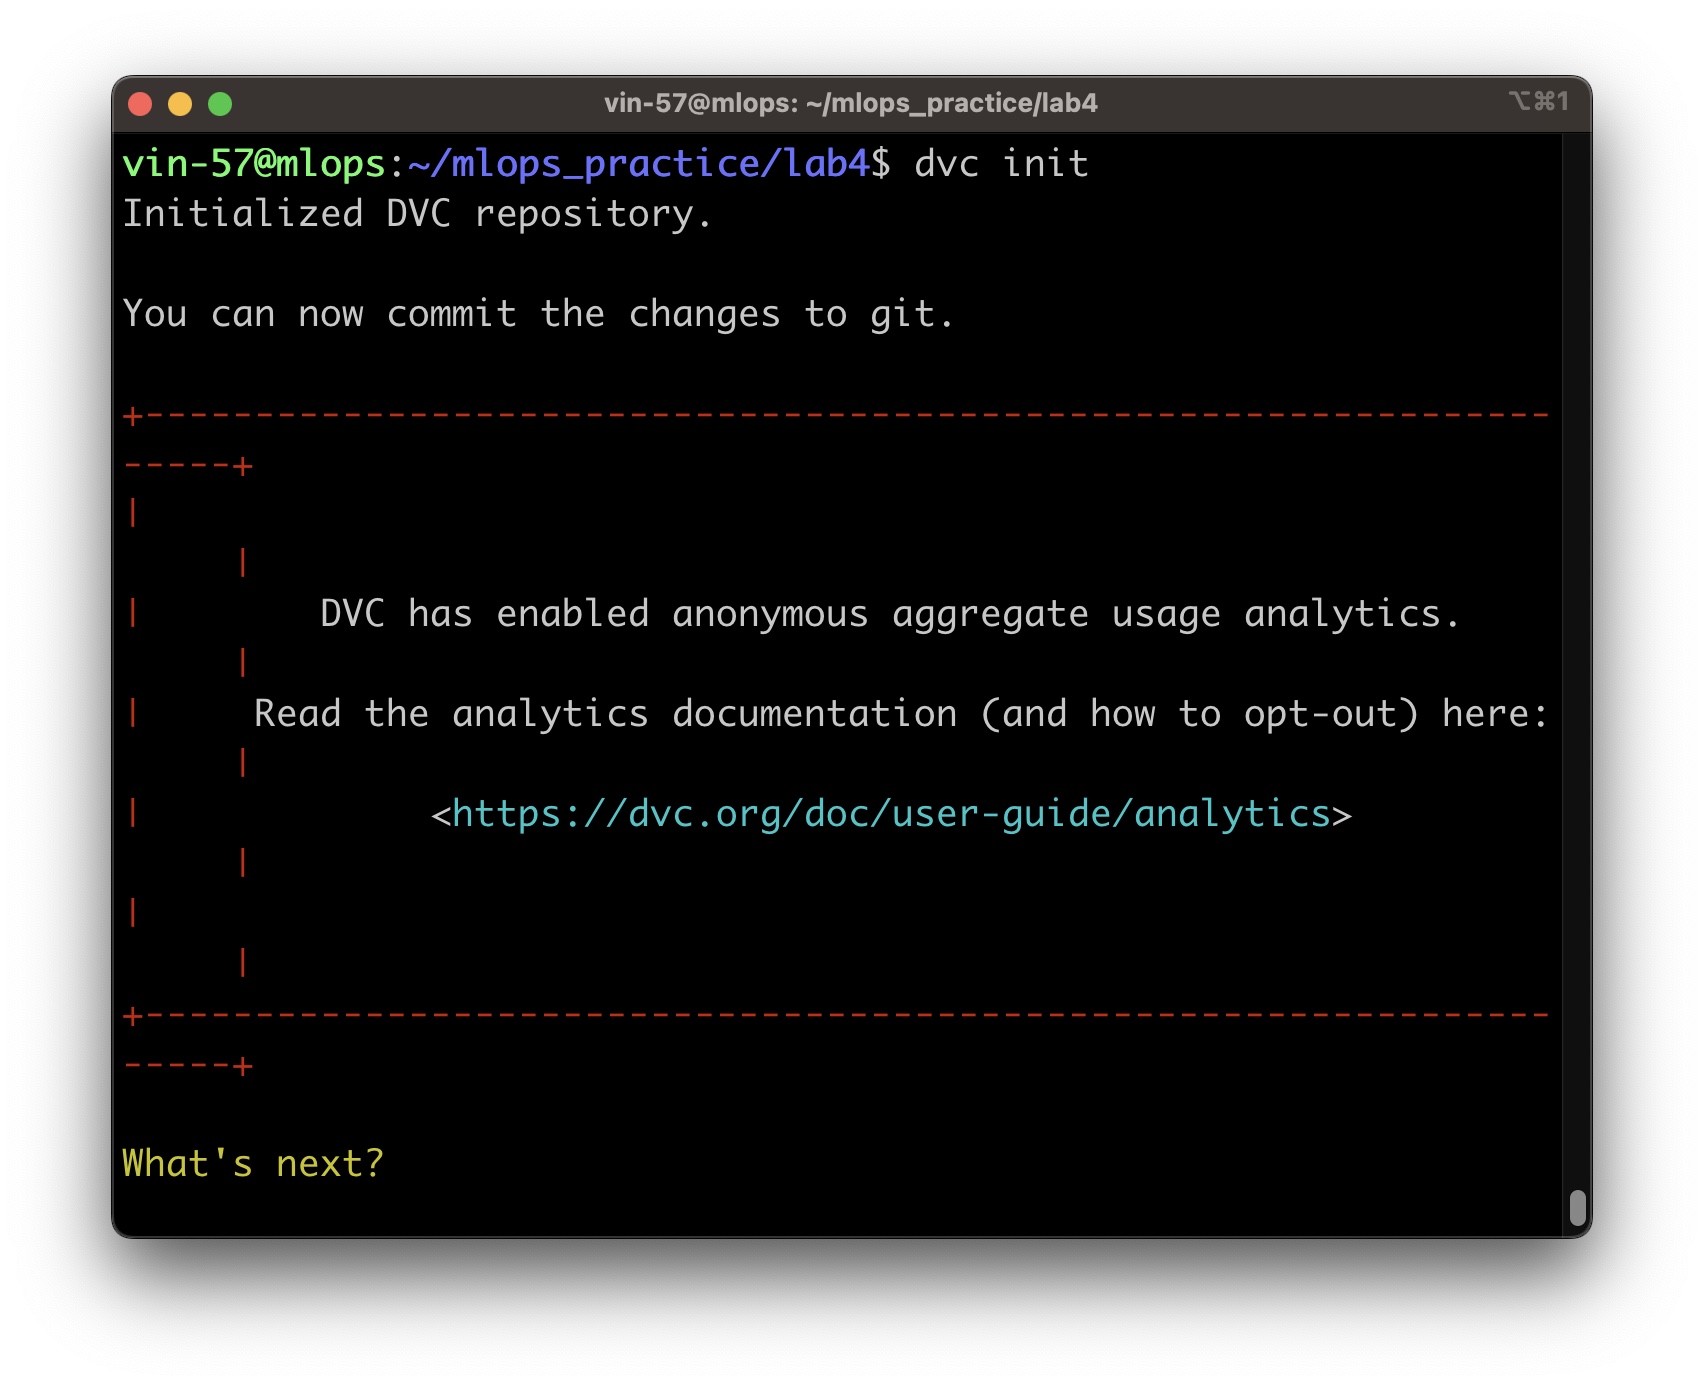 vin-57@mlops: ~/mlops_practice/lab4
⌥⌘1
vin-57@mlops:~/mlops_practice/lab4$ dvc init
Initialized DVC repository.
You can now commit the changes to git.
+----------------------------------------------------------------
-----+
|
     |
|        DVC has enabled anonymous aggregate usage analytics.
     |
|     Read the analytics documentation (and how to opt-out) here:
     |
|             <https://dvc.org/doc/user-guide/analytics>
     |
|
     |
+----------------------------------------------------------------
-----+
What's next?